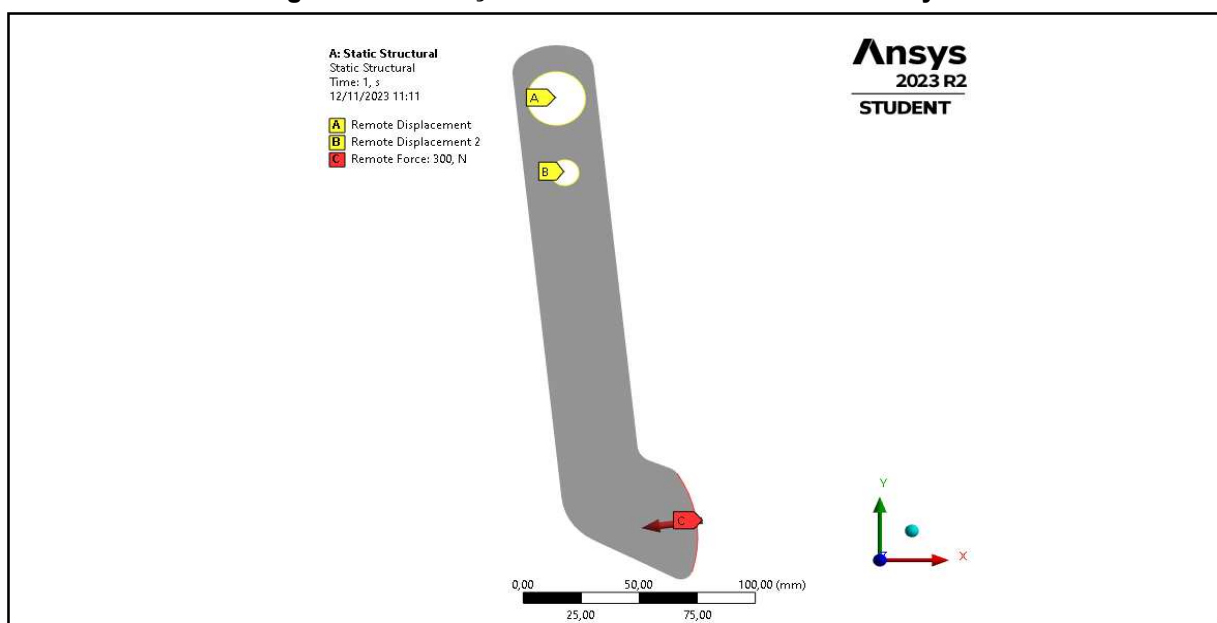 A: Static Structural
Static Structural
Time: 1, s
12/11/2023 11:11
A Remote Displacement
B Remote Displacement 2
C Remote Force: 300, N
Ansys
2023 R2
STUDENT
A
B
C
Y
X
0,00 50,00 100,00 (mm)
25,00 75,00